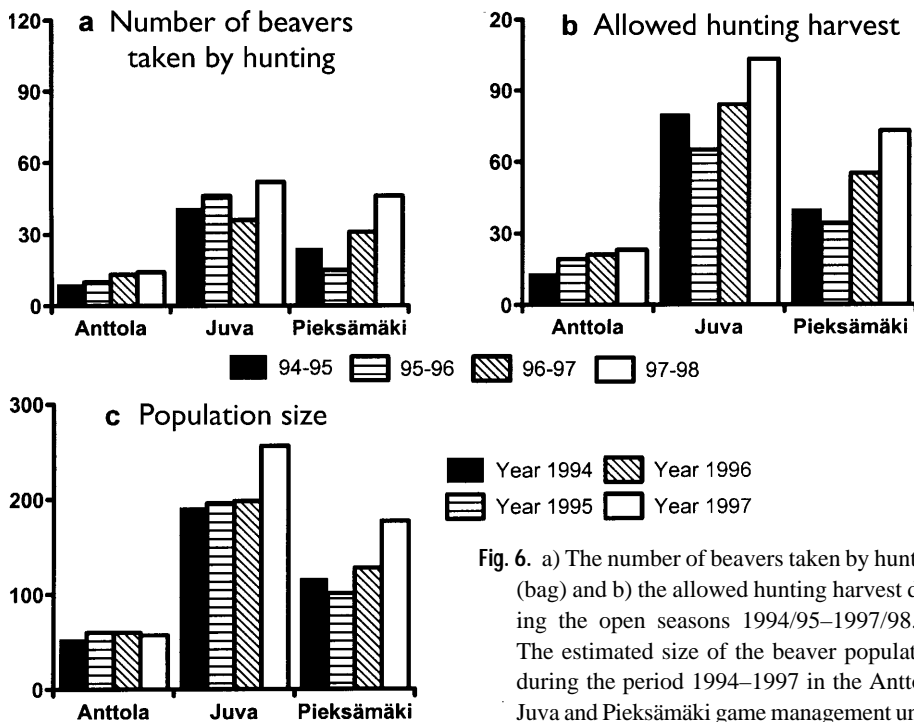 a Number of beavers
taken by hunting
120
90
60
30
0
Anttola Juva Pieksämäki
b Allowed hunting harvest
120
90
60
30
0
Anttola Juva Pieksämäki
94-95 95-96 96-97 97-98
c Population size
300
200
100
0
Anttola Juva Pieksämäki
Year 1994 Year 1996
Year 1995 Year 1997
Fig. 6. a) The number of beavers taken by hunt
(bag) and b) the allowed hunting harvest d
ing the open seasons 1994/95–1997/98.
The estimated size of the beaver populat
during the period 1994–1997 in the Antto
Juva and Pieksämäki game management un